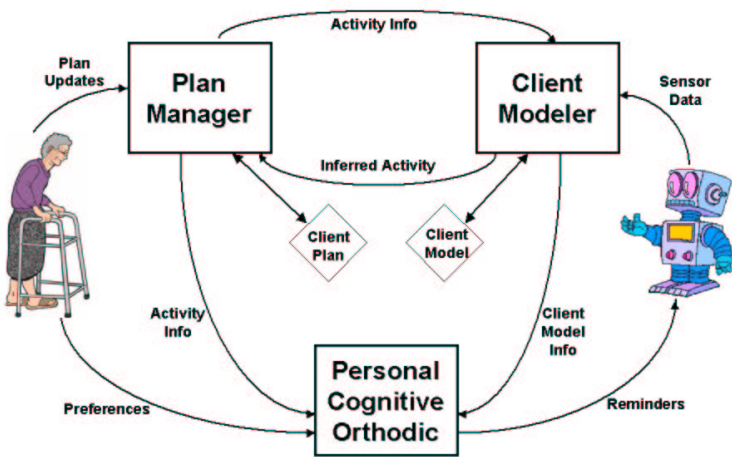 Activity Info
Plan
Updates
Plan
Manager
Client
Modeler
Sensor
Data
Inferred Activity
Client
Plan
Client
Model
Activity
Info
Client
Model
Info
Personal
Cognitive
Orthodic
Preferences
Reminders